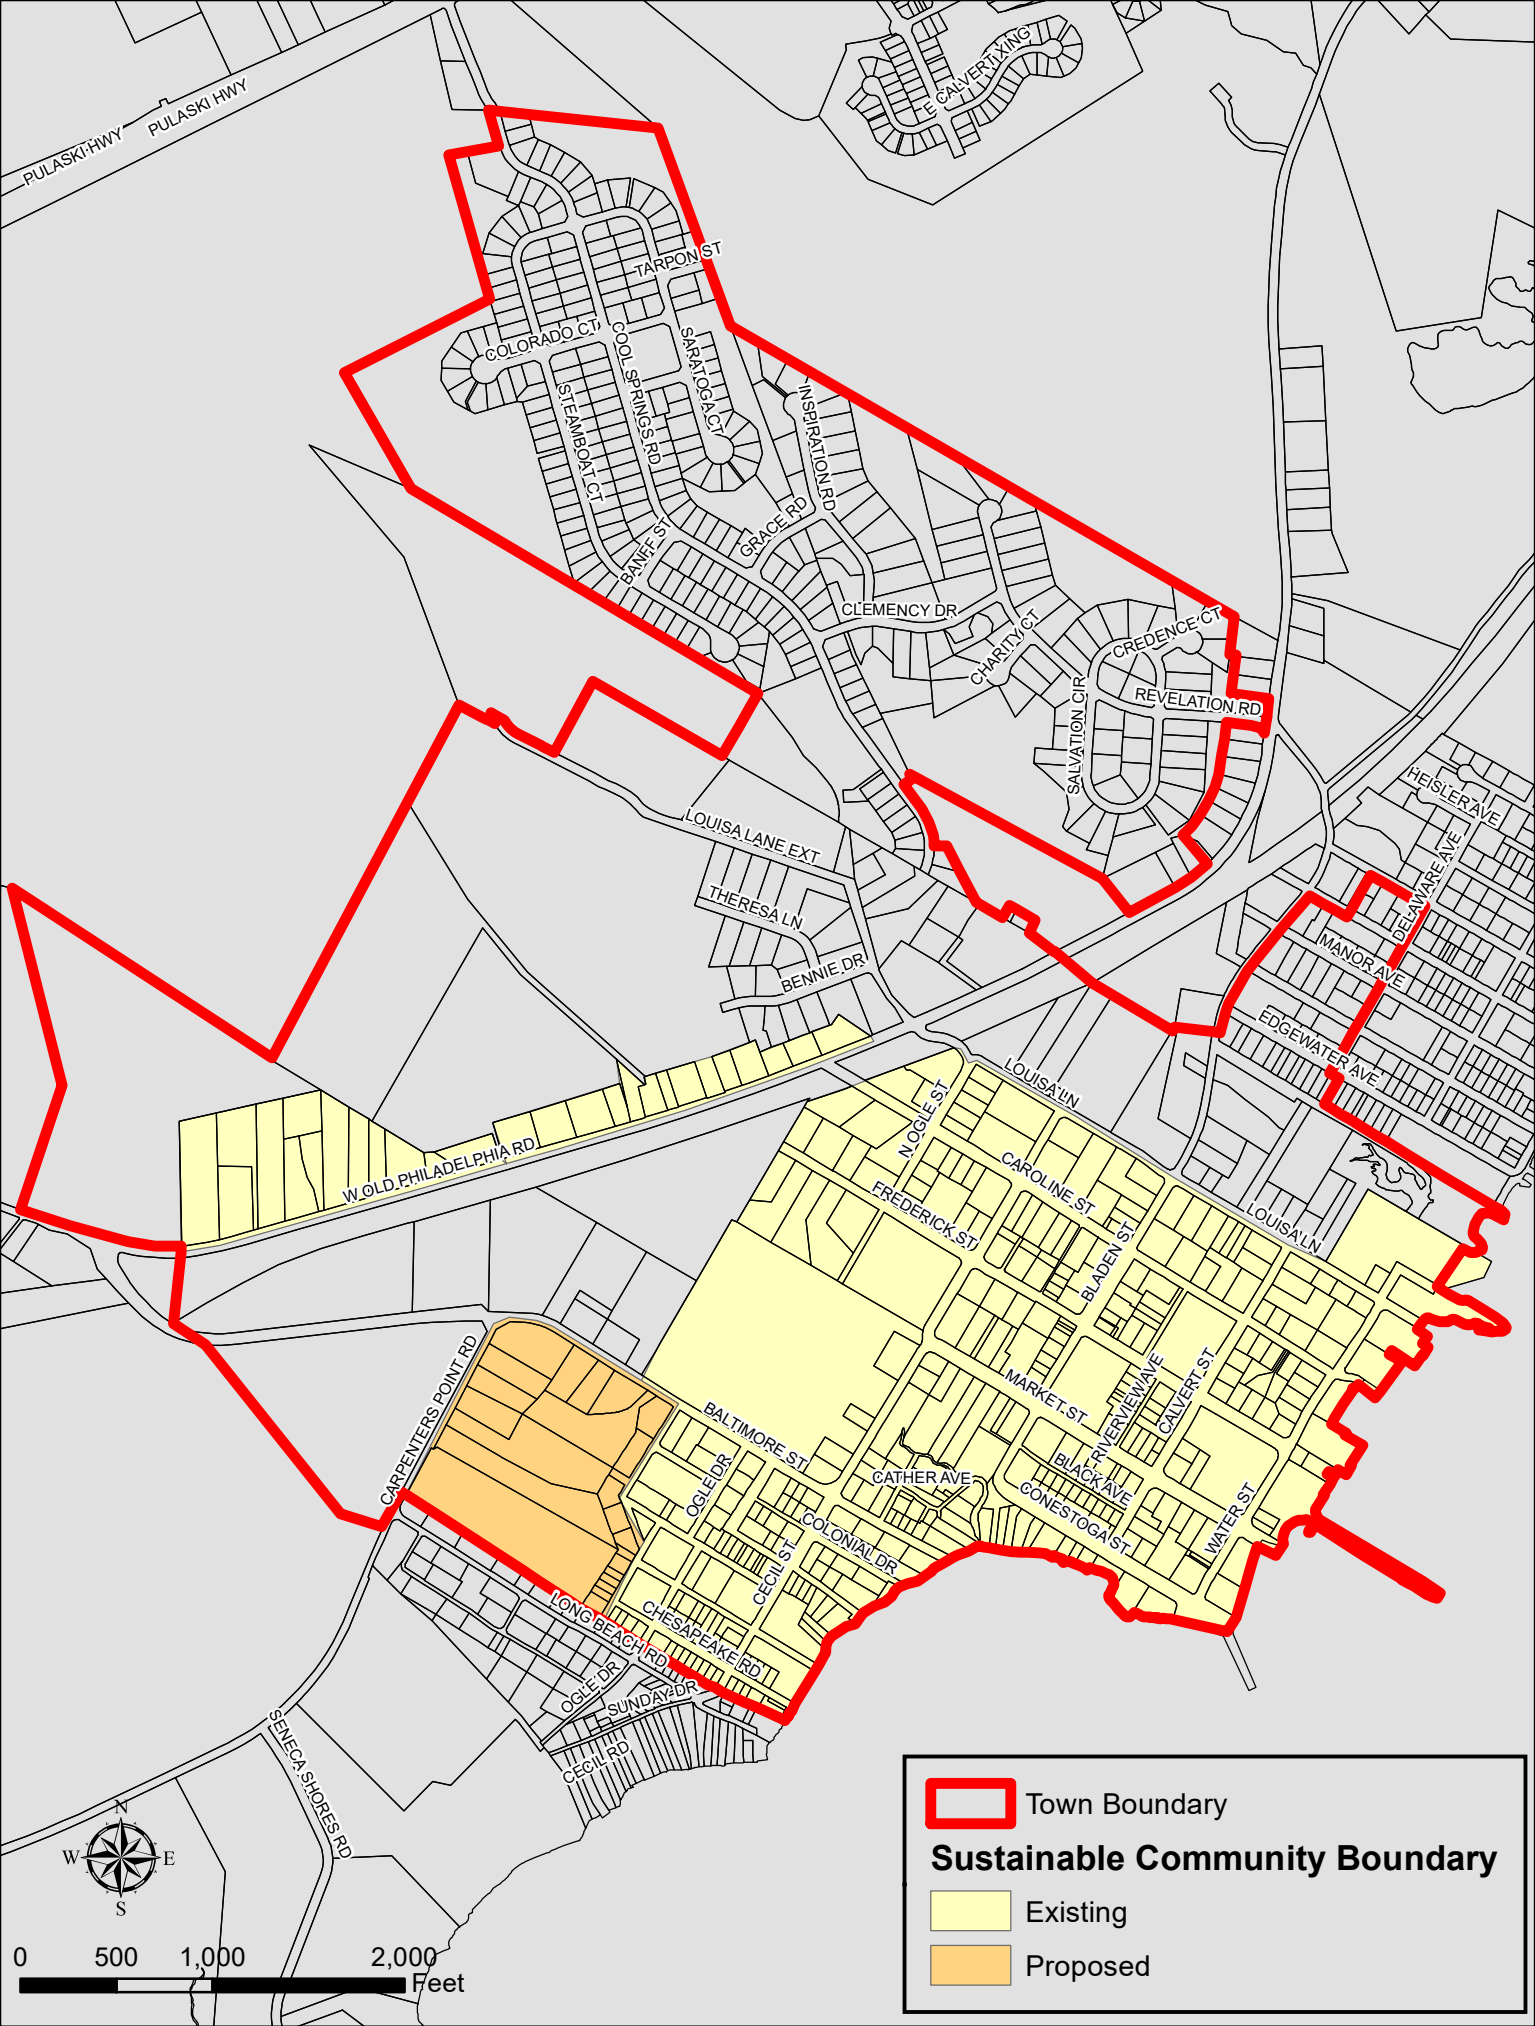 E CALVERT XING
PULASKI HWY
PULASKI HWY
TARPON ST
COLORADO CT
COOL SPRINGS RD
SARATOGA CT
STEAMBOAT CT
INSPIRATION RD
GRACE RD
BANFF ST
CLEMENCY DR
CHARITY CT
CREDENCE CT
REVELATION RD
SALVATION CIR
HEISLER AVE
DELAWARE AVE
LOUISA LANE EXT
THERESA LN
BENNIE DR
MANOR AVE
EDGEWATER AVE
LOUISA LN
N OGLE ST
W OLD PHILADELPHIA RD
CAROLINE ST
FREDERICK ST
BLADEN ST
LOUISA LN
CARPENTERS POINT RD
MARKET ST
RIVERVIEW AVE
CALVERT ST
BALTIMORE ST
OGLE DR
CATHER AVE
BLACK AVE
CONESTOGA ST
WATER ST
COLONIAL DR
CECIL ST
LONG BEACH RD
CHESAPEAKE RD
OGLE DR
SUNDAY DR
CECIL RD
SENECA SHORES RD
N
W
E
S
0
500
1,000
2,000
Feet
Town Boundary
Sustainable Community Boundary
Existing
Proposed